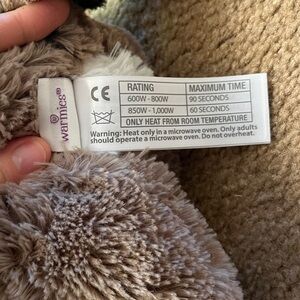 warmies®
CE
RATING MAXIMUM TIME
600W - 800W 90 SECONDS
850W - 1,000W 60 SECONDS
ONLY HEAT FROM ROOM TEMPERATURE
Warning: Heat only in a microwave oven. Only adults
should operate a microwave oven. Do not overheat.